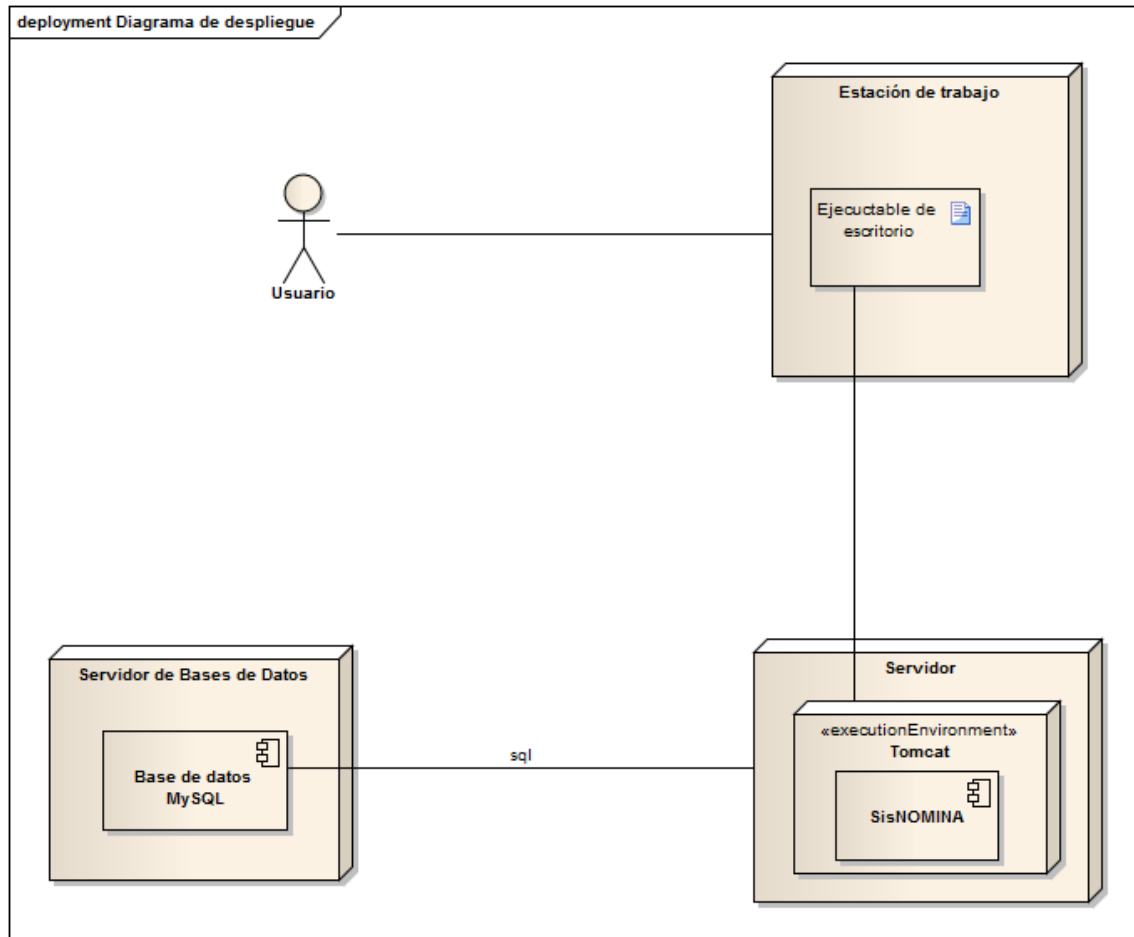 deployment Diagrama de despliegue
Estación de trabajo
Ejecuctable de
escritorio
Usuario
Servidor de Bases de Datos
Base de datos
MySQL
sql
Servidor
«executionEnvironment»
Tomcat
SisNOMINA